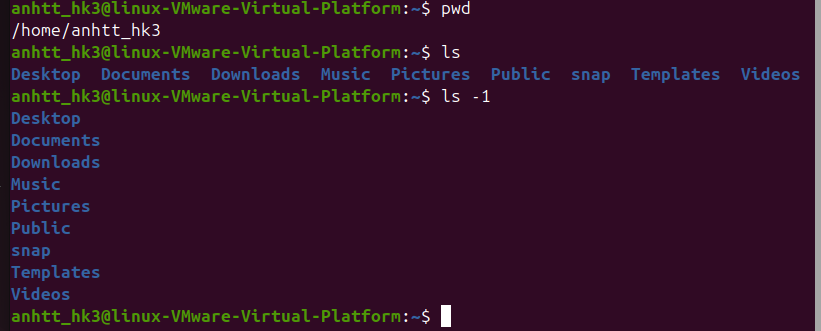 anhtt_hk3@linux-VMware-Virtual-Platform:~$ pwd
/home/anhtt_hk3
anhtt_hk3@linux-VMware-Virtual-Platform:~$ ls
Desktop  Documents  Downloads  Music  Pictures  Public  snap  Templates  Videos
anhtt_hk3@linux-VMware-Virtual-Platform:~$ ls -1
Desktop
Documents
Downloads
Music
Pictures
Public
snap
Templates
Videos
anhtt_hk3@linux-VMware-Virtual-Platform:~$